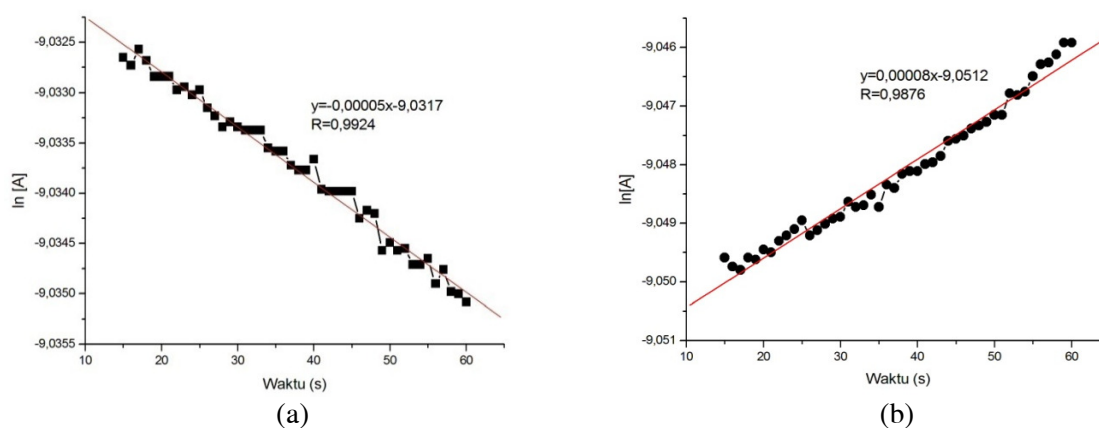 -9,0325
-9,0330
-9,0335
-9,0340
-9,0345
-9,0350
-9,0355
ln [A]
y=-0,00005x-9,0317
R=0,9924
10 20 30 40 50 60
Waktu (s)
(a)
-9,046
-9,047
-9,048
-9,049
-9,050
-9,051
ln[A]
y=0,00008x-9,0512
R=0,9876
10 20 30 40 50 60
Waktu (s)
(b)